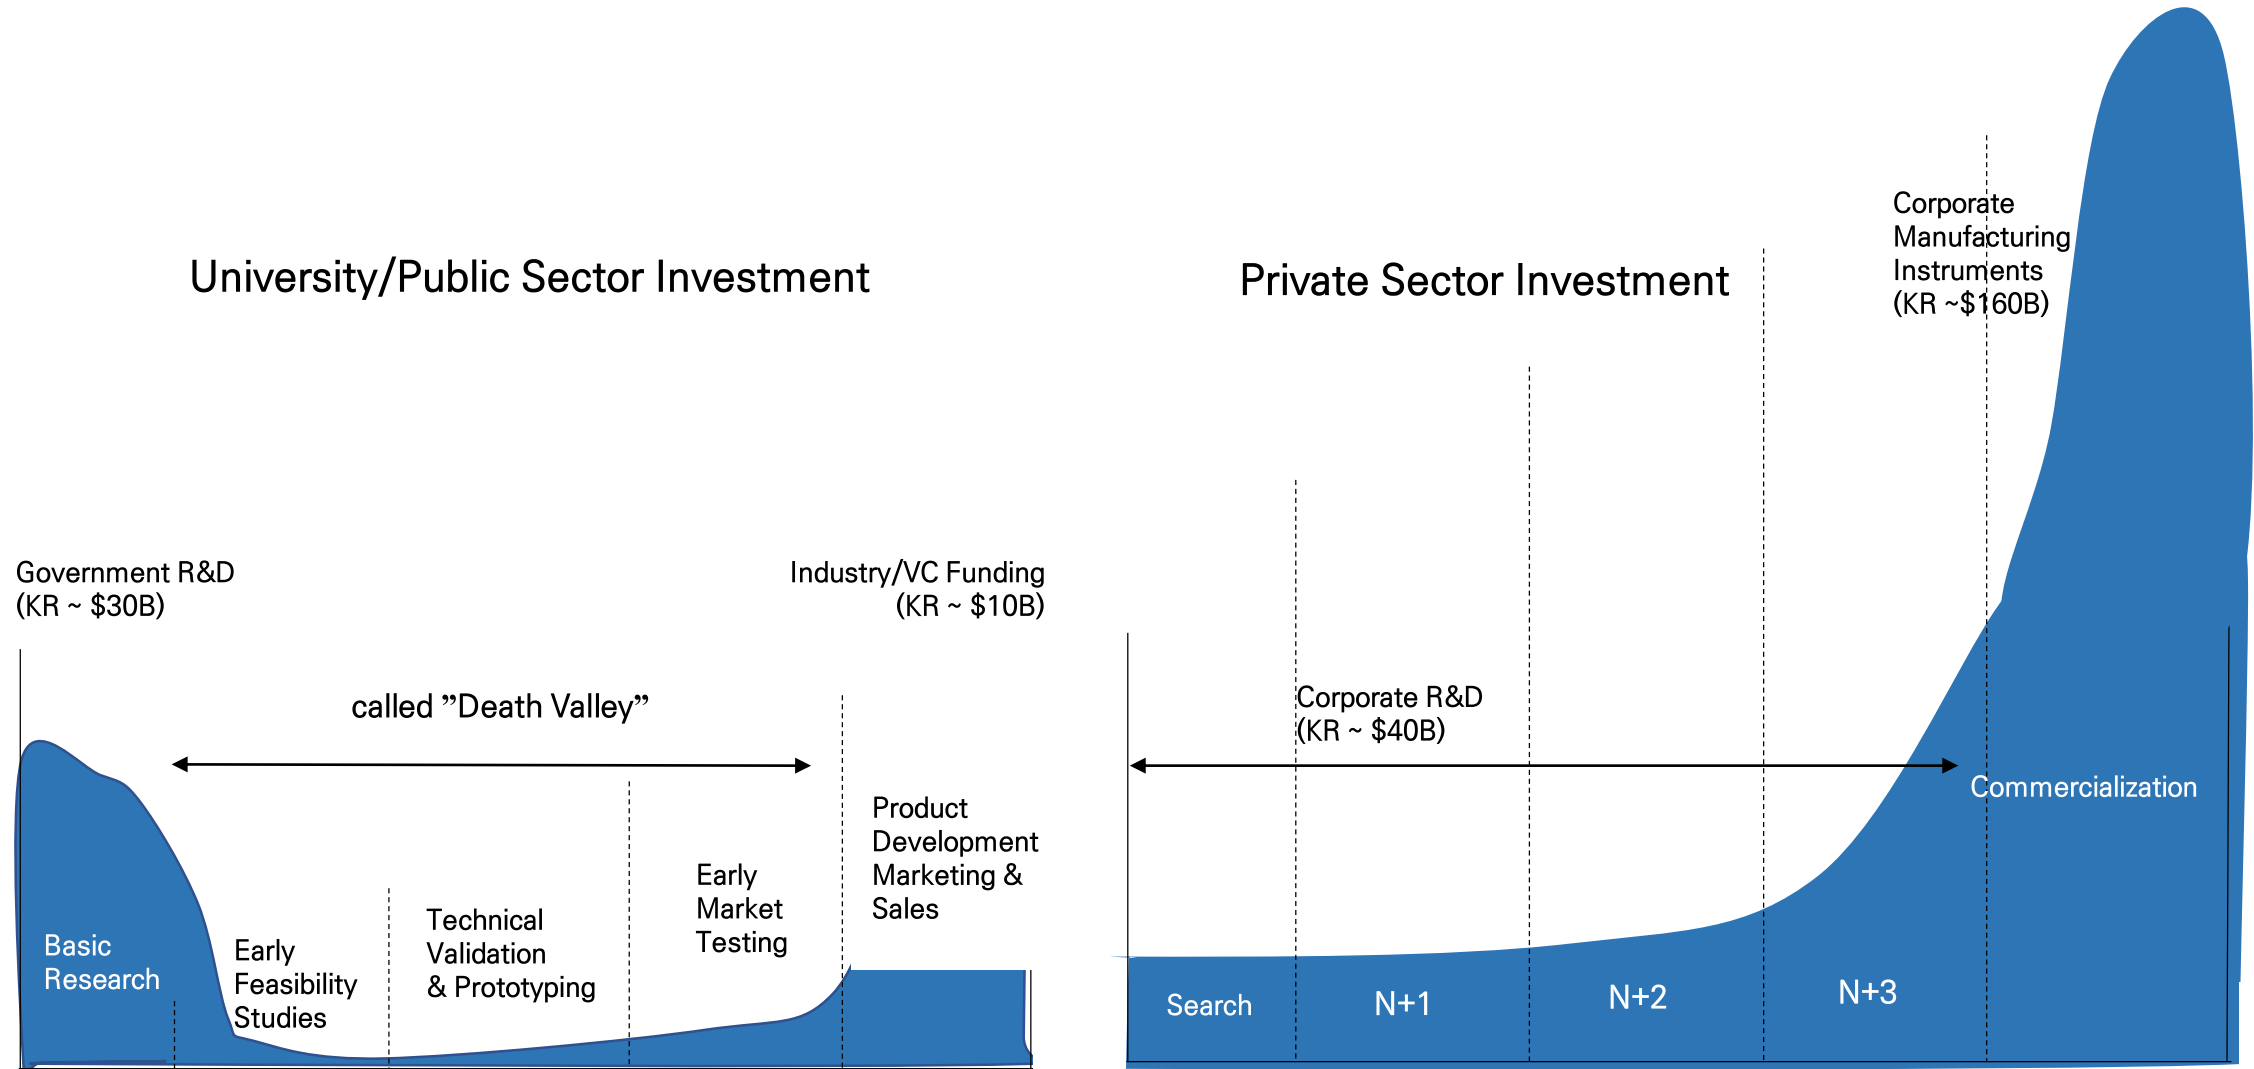 University/Public Sector Investment
Private Sector Investment
Corporate
Manufacturing
Instruments
(KR ~$160B)
Government R&D
(KR ~ $30B)
Industry/VC Funding
(KR ~ $10B)
called ”Death Valley”
Corporate R&D
(KR ~ $40B)
Basic
Research
Early
Feasibility
Studies
Technical
Validation
& Prototyping
Early
Market
Testing
Product
Development
Marketing &
Sales
Search
N+1
N+2
N+3
Commercialization